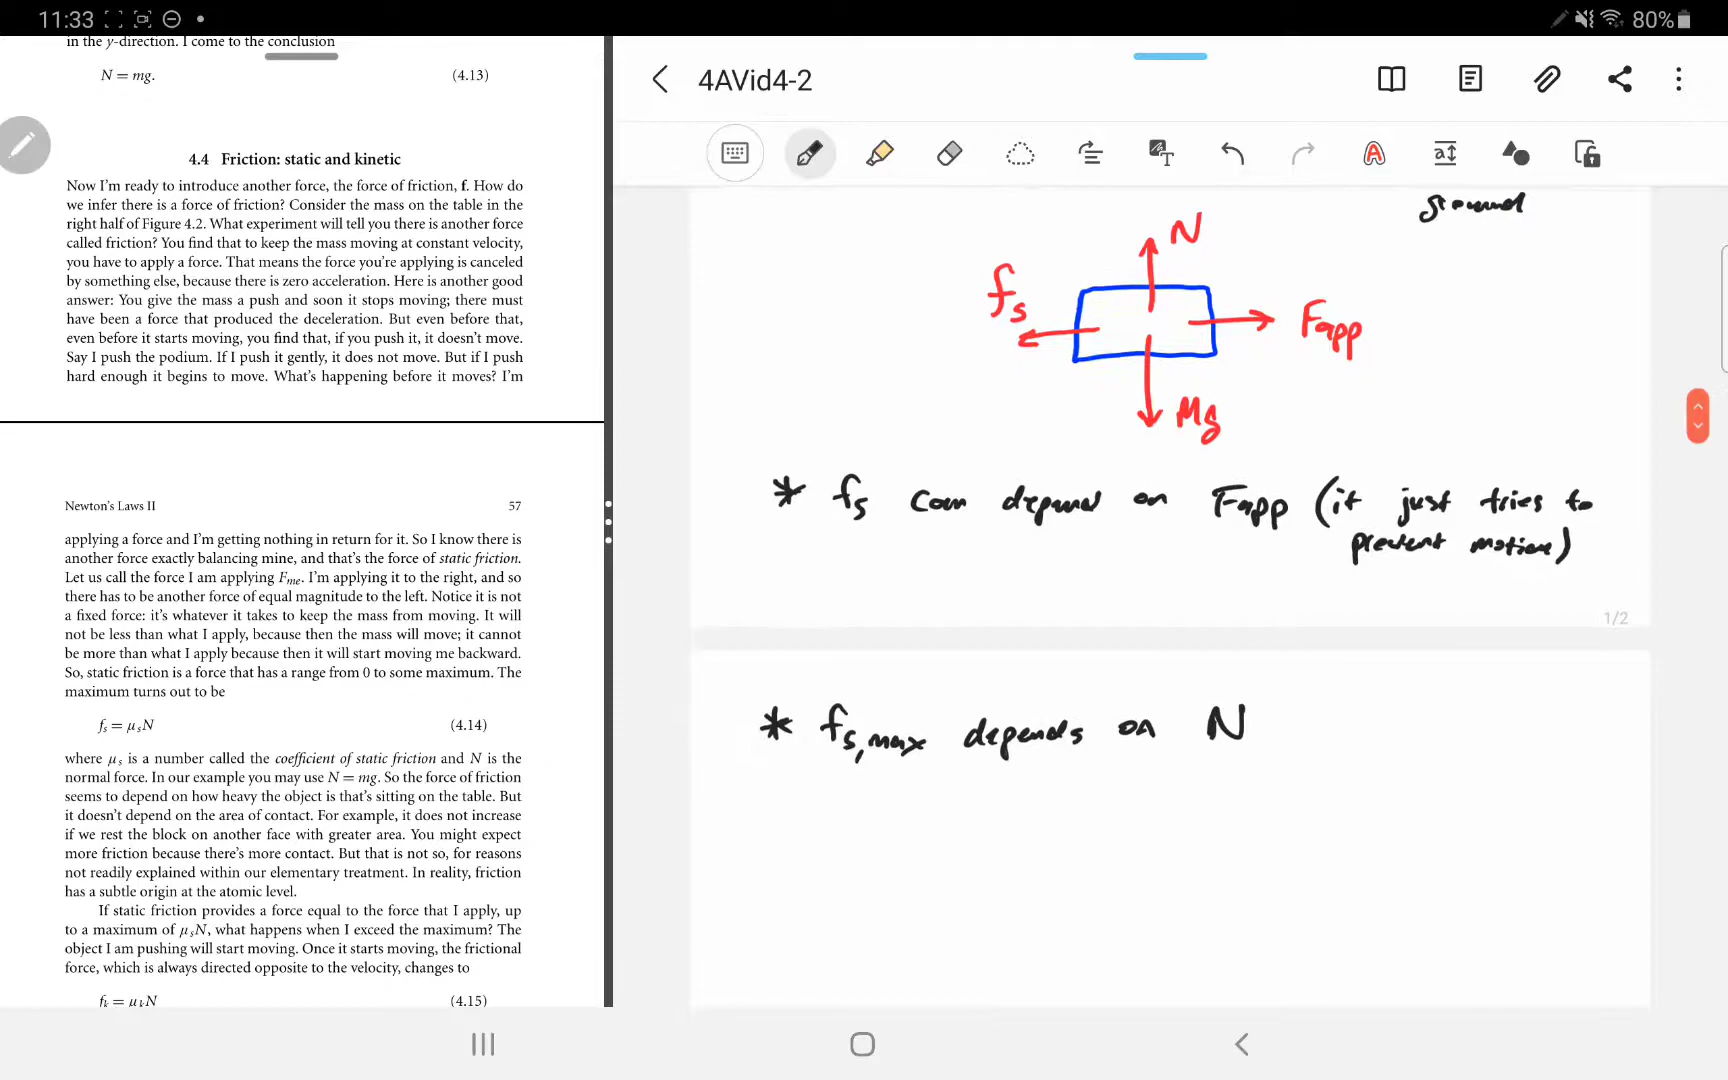 11:33
80%
in the y-direction. I come to the conclusion
N = mg. (4.13)
4.4 Friction: static and kinetic
Now I'm ready to introduce another force, the force of friction, f. How do
we infer there is a force of friction? Consider the mass on the table in the
right half of Figure 4.2. What experiment will tell you there is another force
called friction? You find that to keep the mass moving at constant velocity,
you have to apply a force. That means the force you're applying is canceled
by something else, because there is zero acceleration. Here is another good
answer: You give the mass a push and soon it stops moving; there must
have been a force that produced the deceleration. But even before that,
even before it starts moving, you find that, if you push it, it doesn't move.
Say I push the podium. If I push it gently, it does not move. But if I push
hard enough it begins to move. What's happening before it moves? I'm
Newton's Laws II 57
applying a force and I'm getting nothing in return for it. So I know there is
another force exactly balancing mine, and that's the force of static friction.
Let us call the force I am applying Fme. I'm applying it to the right, and so
there has to be another force of equal magnitude to the left. Notice it is not
a fixed force: it's whatever it takes to keep the mass from moving. It will
not be less than what I apply, because then the mass will move; it cannot
be more than what I apply because then it will start moving me backward.
So, static friction is a force that has a range from 0 to some maximum. The
maximum turns out to be
fs = μsN (4.14)
where μs is a number called the coefficient of static friction and N is the
normal force. In our example you may use N = mg. So the force of friction
seems to depend on how heavy the object is that's sitting on the table. But
it doesn't depend on the area of contact. For example, it does not increase
if we rest the block on another face with greater area. You might expect
more friction because there's more contact. But that is not so, for reasons
not readily explained within our elementary treatment. In reality, friction
has a subtle origin at the atomic level.
If static friction provides a force equal to the force that I apply, up
to a maximum of μsN, what happens when I exceed the maximum? The
object I am pushing will start moving. Once it starts moving, the frictional
force, which is always directed opposite to the velocity, changes to
fk = μkN (4.15)
4AVid4-2
ground
N
fs
Fapp
Mg
* fs can depend on Fapp (it just tries to
prevent motion)
1/2
* fs,max depends on N